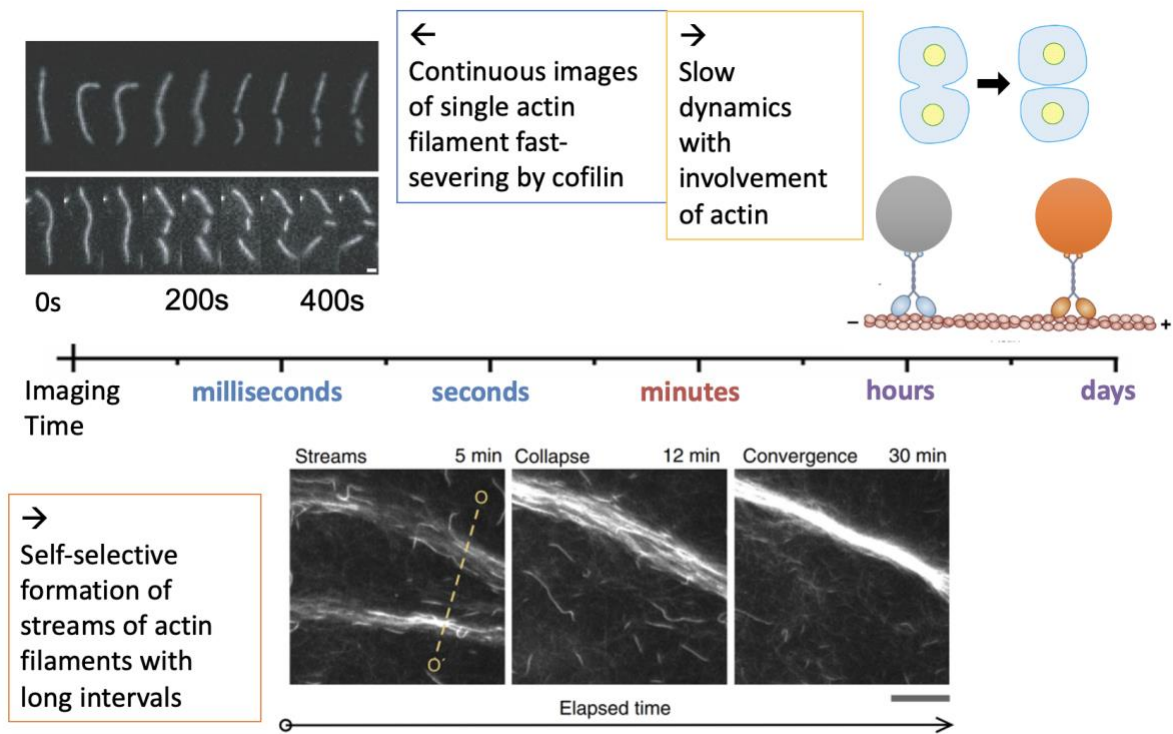 ←
Continuous images
of single actin
filament fast-
severing by cofilin
→
Slow
dynamics
with
involvement
of actin
0s 200s 400s
− +
Imaging
Time
milliseconds seconds minutes hours days
Streams 5 min Collapse 12 min Convergence 30 min
O
O'
→
Self-selective
formation of
streams of actin
filaments with
long intervals
Elapsed time